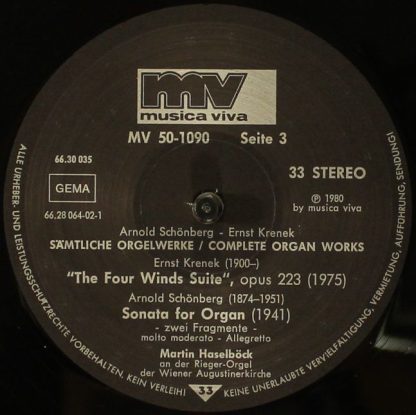 mv
musica viva
MV 50-1090 Seite 3
66.30 035
GEMA
66.28 064-02-1
33 STEREO
℗ 1980
by musica viva
Arnold Schönberg - Ernst Krenek
SÄMTLICHE ORGELWERKE / COMPLETE ORGAN WORKS
Ernst Krenek (1900–)
“The Four Winds Suite“, opus 223 (1975)
Arnold Schönberg (1874–1951)
Sonata for Organ (1941)
- zwei Fragmente -
molto moderato - Allegretto
Martin Haselböck
an der Rieger-Orgel
der Wiener Augustinerkirche
33
ALLE URHEBER- UND LEISTUNGSSCHUTZRECHTE VORBEHALTEN. KEIN VERLEIH! KEINE UNERLAUBTE VERVIELFÄLTIGUNG, VERMIETUNG, AUFFÜHRUNG, SENDUNG!